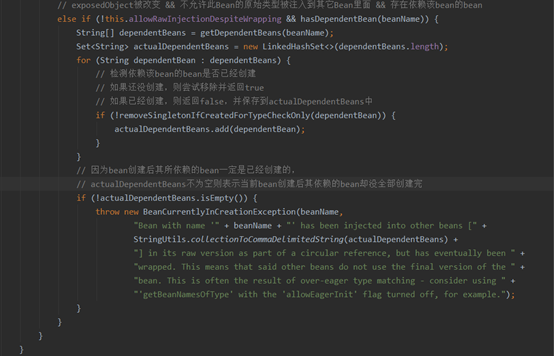 // exposedObject被改变 && 不允许此Bean的原始类型被注入到其它Bean里面 && 存在依赖该bean的bean
else if (!this.allowRawInjectionDespiteWrapping && hasDependentBean(beanName)) {
String[] dependentBeans = getDependentBeans(beanName);
Set<String> actualDependentBeans = new LinkedHashSet<>(dependentBeans.length);
for (String dependentBean : dependentBeans) {
// 检测依赖该bean的bean是否已经创建
// 如果还没创建，则尝试移除并返回true
// 如果已经创建，则返回false，并保存到actualDependentBeans中
if (!removeSingletonIfCreatedForTypeCheckOnly(dependentBean)) {
actualDependentBeans.add(dependentBean);
}
}
// 因为bean创建后其所依赖的bean一定是已经创建的，
// actualDependentBeans不为空则表示当前bean创建后其依赖的bean却没全部创建完
if (!actualDependentBeans.isEmpty()) {
throw new BeanCurrentlyInCreationException(beanName,
"Bean with name '" + beanName + "' has been injected into other beans [" +
StringUtils.collectionToCommaDelimitedString(actualDependentBeans) +
"] in its raw version as part of a circular reference, but has eventually been " +
"wrapped. This means that said other beans do not use the final version of the " +
"bean. This is often the result of over-eager type matching - consider using " +
"'getBeanNamesOfType' with the 'allowEagerInit' flag turned off, for example.");
}
}
}
}